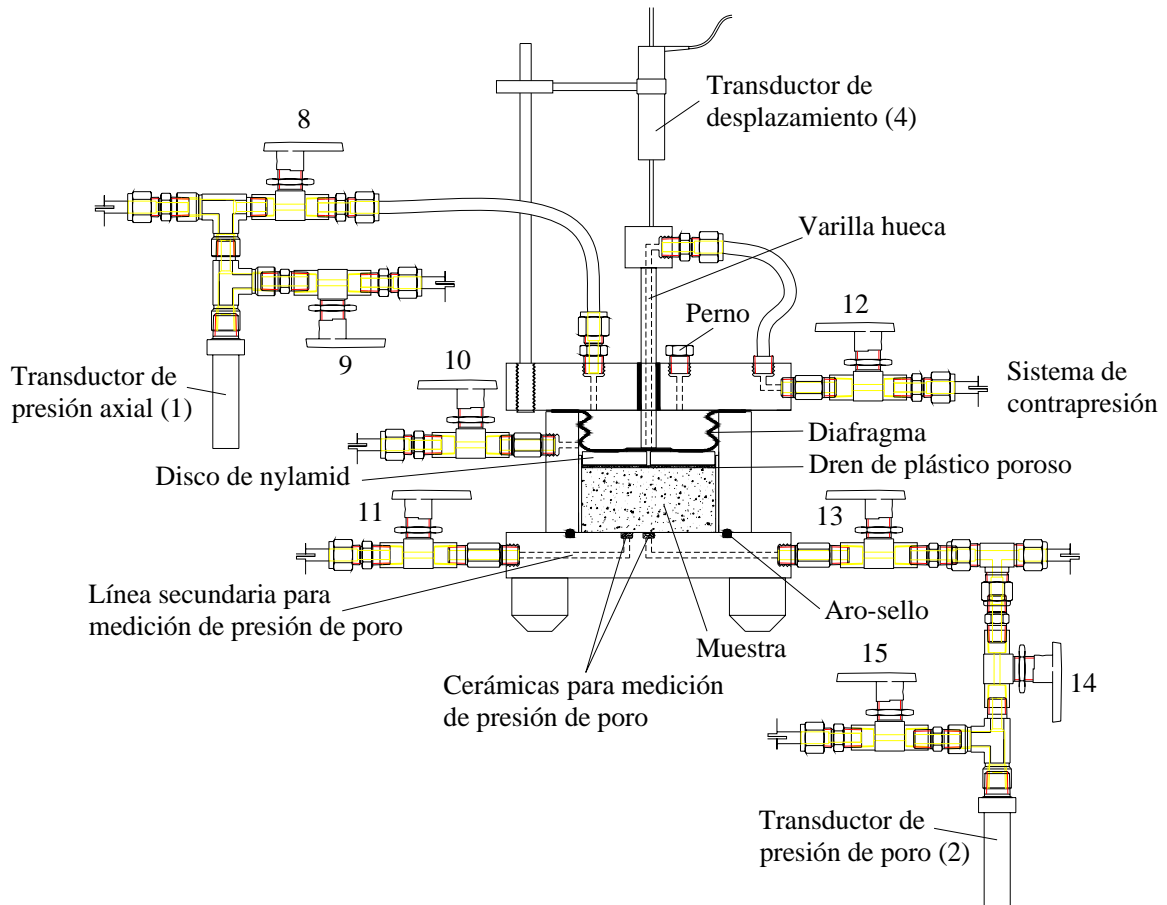 Transductor de
desplazamiento (4)
8
Varilla hueca
Perno
12
9
10
Transductor de
presión axial (1)
Sistema de
contrapresión
Diafragma
Disco de nylamid
Dren de plástico poroso
11
13
Línea secundaria para
medición de presión de poro
Aro-sello
Muestra
15
14
Cerámicas para medición
de presión de poro
Transductor de
presión de poro (2)